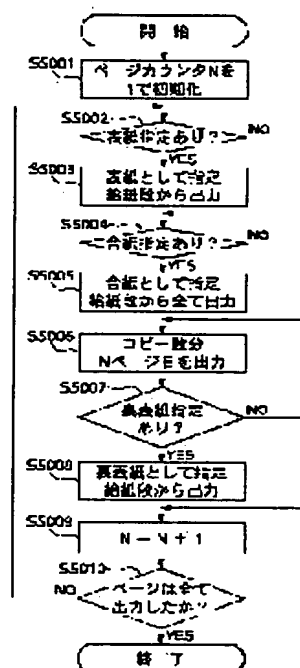 開 始
S5001
ページカウンタNを
1で初期化
S5002
表紙指定あり?
NO
YES
S5003
表紙として指定
給紙段から出力
S5004
合紙指定あり?
NO
YES
S5005
合紙として指定
給紙段から全て出力
S5006
コピー段分
Nページ目を出力
S5007
裏表紙指定
あり?
NO
YES
S5008
裏表紙として指定
給紙段から出力
S5009
N=N+1
S5010
ページは全て
出力したか?
NO
YES
終 了